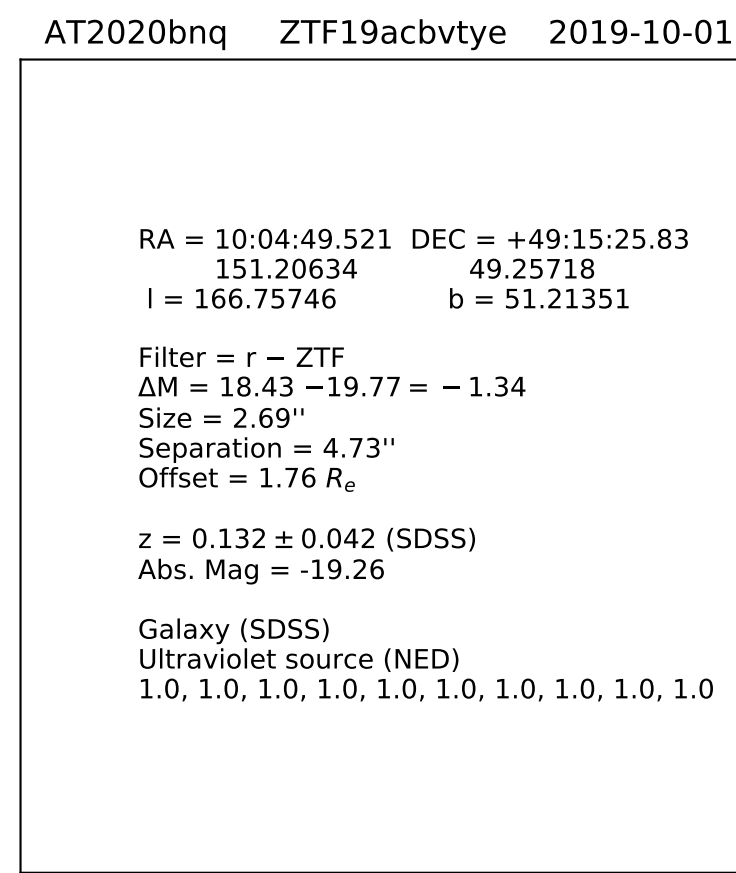 AT2020bnq ZTF19acbvtye 2019-10-01
RA = 10:04:49.521 DEC = +49:15:25.83
151.20634 49.25718
l = 166.75746 b = 51.21351
Filter = r − ZTF
ΔM = 18.43 −19.77 = − 1.34
Size = 2.69''
Separation = 4.73''
Offset = 1.76 Re
z = 0.132 ± 0.042 (SDSS)
Abs. Mag = -19.26
Galaxy (SDSS)
Ultraviolet source (NED)
1.0, 1.0, 1.0, 1.0, 1.0, 1.0, 1.0, 1.0, 1.0, 1.0